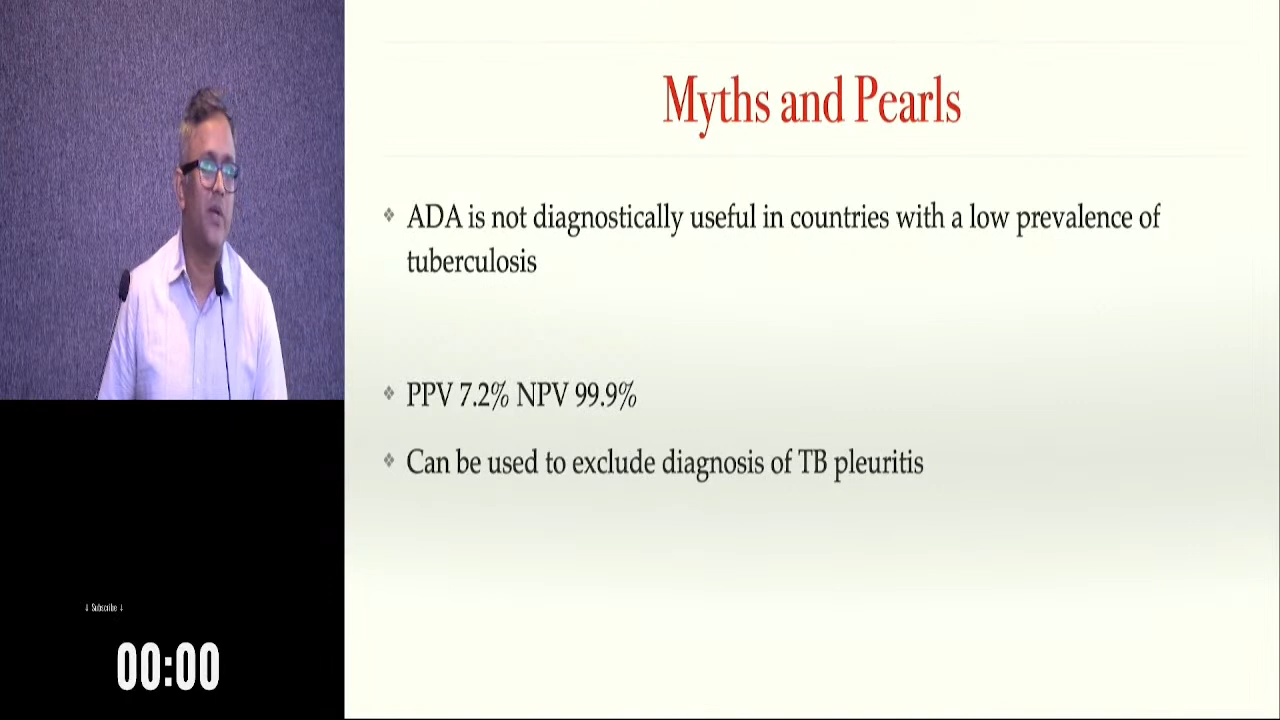 Myths and Pearls
❖ ADA is not diagnostically useful in countries with a low prevalence of
tuberculosis
❖ PPV 7.2% NPV 99.9%
❖ Can be used to exclude diagnosis of TB pleuritis
↓ Subscribe ↓
00:00